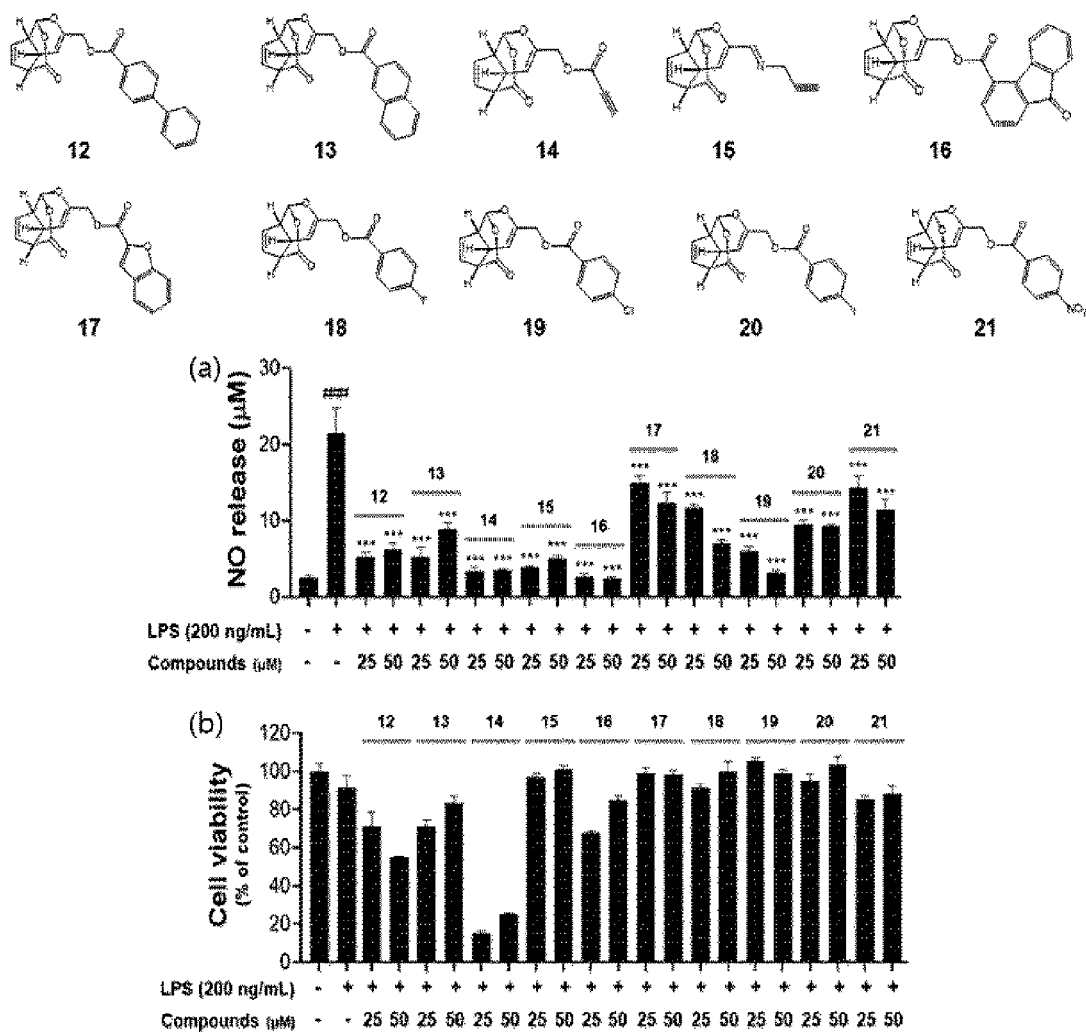 12 13 14 15 16
17 18 19 20 21
(a)
NO release (μM)
30
20
10
0
####
12 13 14 15 16 17 18 19 20 21
*** *** *** *** *** *** *** *** *** *** *** *** *** *** *** *** *** *** ***
LPS (200 ng/mL) - + + + + + + + + + + + + + + + + + + + + +
Compounds (μM) - - 25 50 25 50 25 50 25 50 25 50 25 50 25 50 25 50 25 50 25 50
(b)
Cell viability
(% of control)
120
100
80
60
40
20
0
12 13 14 15 16 17 18 19 20 21
LPS (200 ng/mL) - + + + + + + + + + + + + + + + + + + + + +
Compounds (μM) - - 25 50 25 50 25 50 25 50 25 50 25 50 25 50 25 50 25 50 25 50